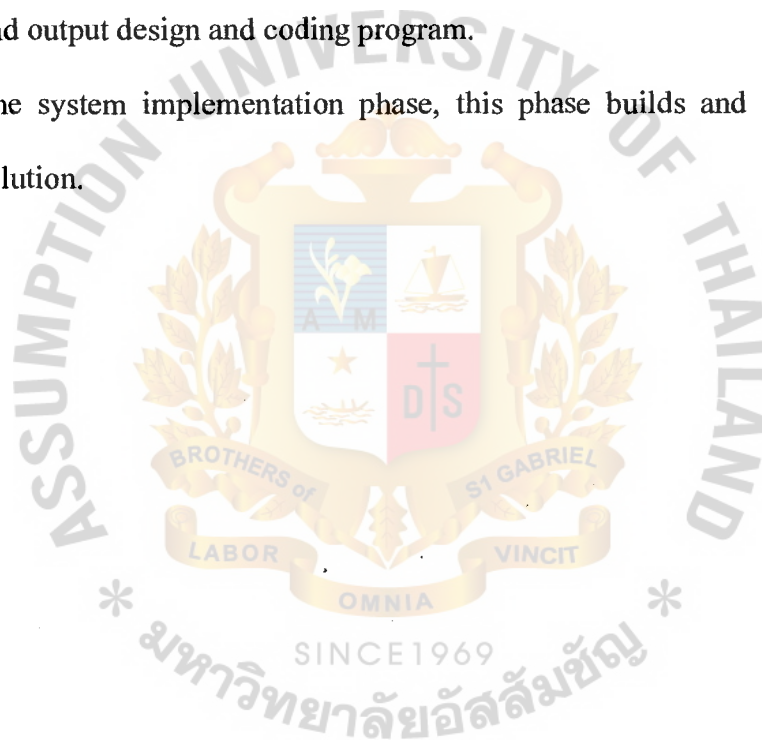 nd output design and coding program.
ne system implementation phase, this phase builds and
lution.
ASSUMPTION UNIVERSITY OF THAILAND
A M
D S
BROTHERS of
S1 GABRIEL
LABOR
OMNIA
VINCIT
* *
SINCE1969
มหาวิทยาลัยอัสสัมชัญ